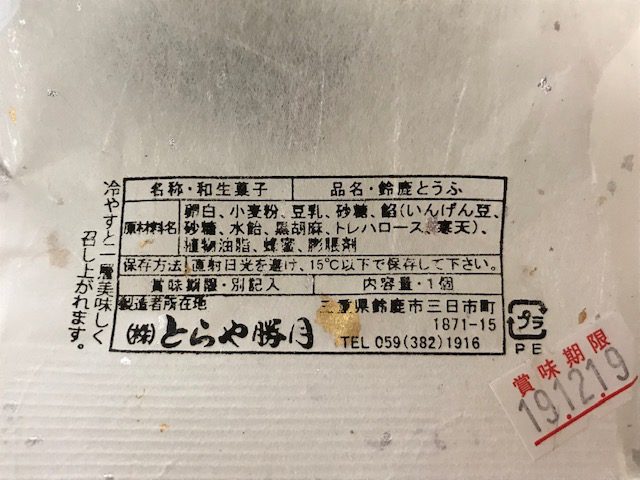 名称・和生菓子 品名・鈴鹿とうふ
原材料名 卵白、小麦粉、豆乳、砂糖、餡(いんげん豆、
砂糖、水飴、黒胡麻、トレハロース、寒天)、
植物油脂、蜂蜜、膨脹剤
保存方法 直射日光を避け、15℃以下で保存して下さい。
賞味期限・別記入 内容量・1個
製造者所在地 三重県鈴鹿市三日市町
1871-15
(株)とらや勝月 TEL 059(382)1916
冷やすと一層美味しく
召し上がれます。
プラ
PE
賞味期限
19.12.19